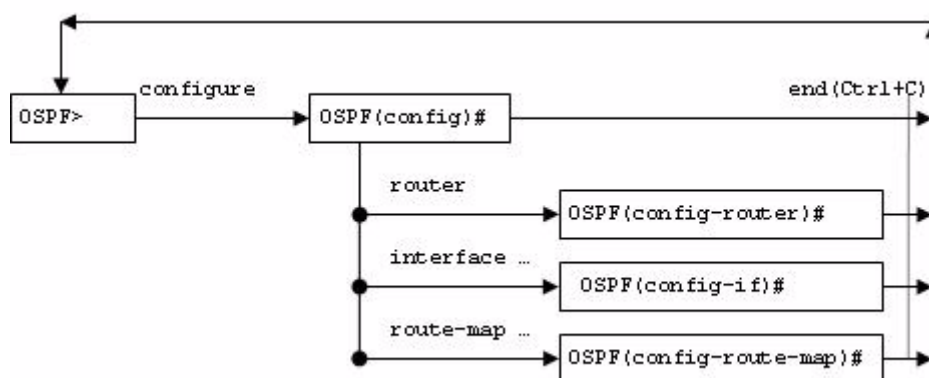 configure
end(Ctrl+C)
OSPF>
OSPF(config)#
router
OSPF(config-router)#
interface …
OSPF(config-if)#
route-map …
OSPF(config-route-map)#